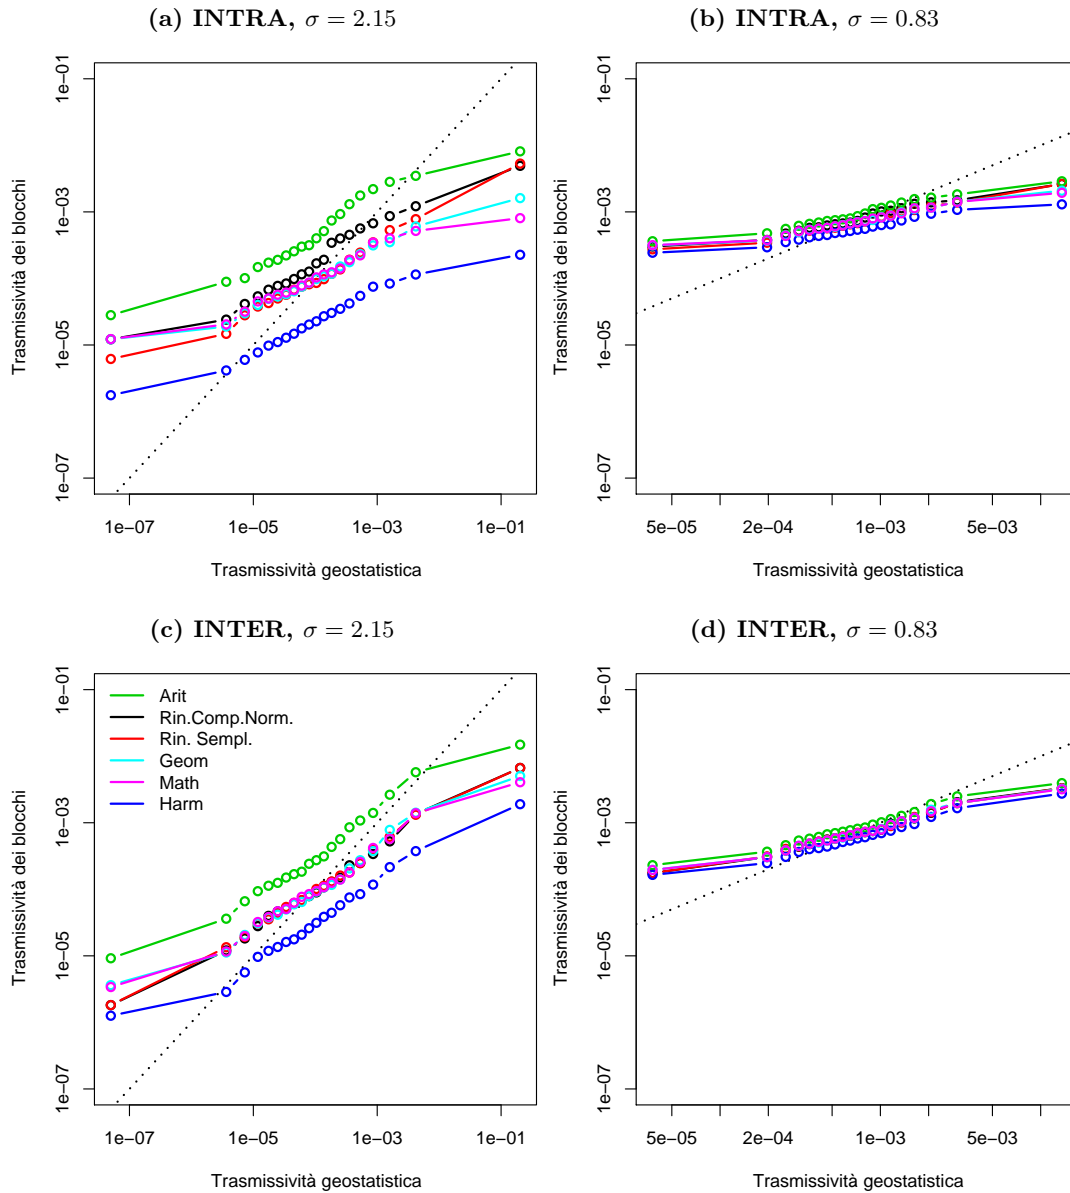 (a) INTRA, σ = 2.15
1e−01
1e−03
1e−05
1e−07
Trasmissività dei blocchi
1e−07 1e−05 1e−03 1e−01
Trasmissività geostatistica
(b) INTRA, σ = 0.83
1e−01
1e−03
1e−05
1e−07
Trasmissività dei blocchi
5e−05 2e−04 1e−03 5e−03
Trasmissività geostatistica
(c) INTER, σ = 2.15
1e−01
1e−03
1e−05
1e−07
Trasmissività dei blocchi
Arit
Rin.Comp.Norm.
Rin. Sempl.
Geom
Math
Harm
1e−07 1e−05 1e−03 1e−01
Trasmissività geostatistica
(d) INTER, σ = 0.83
1e−01
1e−03
1e−05
1e−07
Trasmissività dei blocchi
5e−05 2e−04 1e−03 5e−03
Trasmissività geostatistica